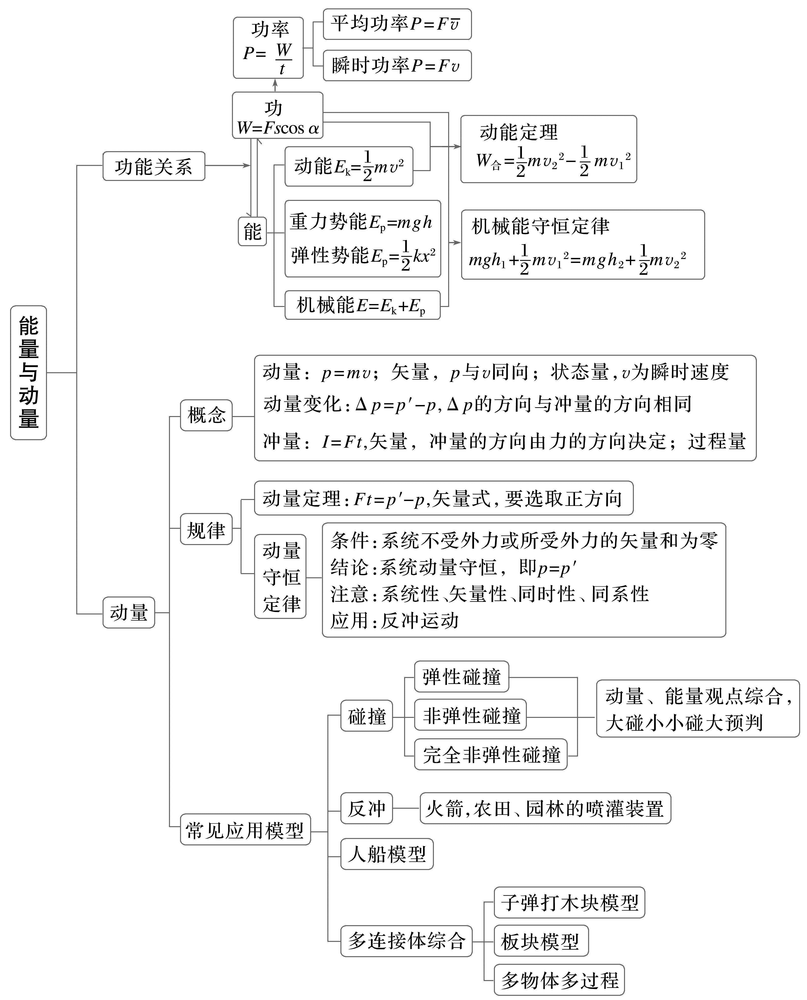 功率
P=W/t
平均功率P=Fv̄
瞬时功率P=Fv
功
W=Fscos α
功能关系
动能Eₖ=1/2mv²
动能定理
W合=1/2mv₂²−1/2mv₁²
能
重力势能Eₚ=mgh
弹性势能Eₚ=1/2kx²
机械能守恒定律
mgh₁+1/2mv₁²=mgh₂+1/2mv₂²
机械能E=Eₖ+Eₚ
能量与动量
动量
概念
动量：p=mv；矢量，p与v同向；状态量,v为瞬时速度
动量变化:Δp=p′−p,Δp的方向与冲量的方向相同
冲量：I=Ft,矢量，冲量的方向由力的方向决定；过程量
规律
动量定理:Ft=p′−p,矢量式,要选取正方向
动量
守恒
定律
条件:系统不受外力或所受外力的矢量和为零
结论:系统动量守恒，即p=p′
注意:系统性、矢量性、同时性、同系性
应用:反冲运动
常见应用模型
碰撞
弹性碰撞
非弹性碰撞
完全非弹性碰撞
动量、能量观点综合,
大碰小小碰大预判
反冲
火箭,农田、园林的喷灌装置
人船模型
多连接体综合
子弹打木块模型
板块模型
多物体多过程